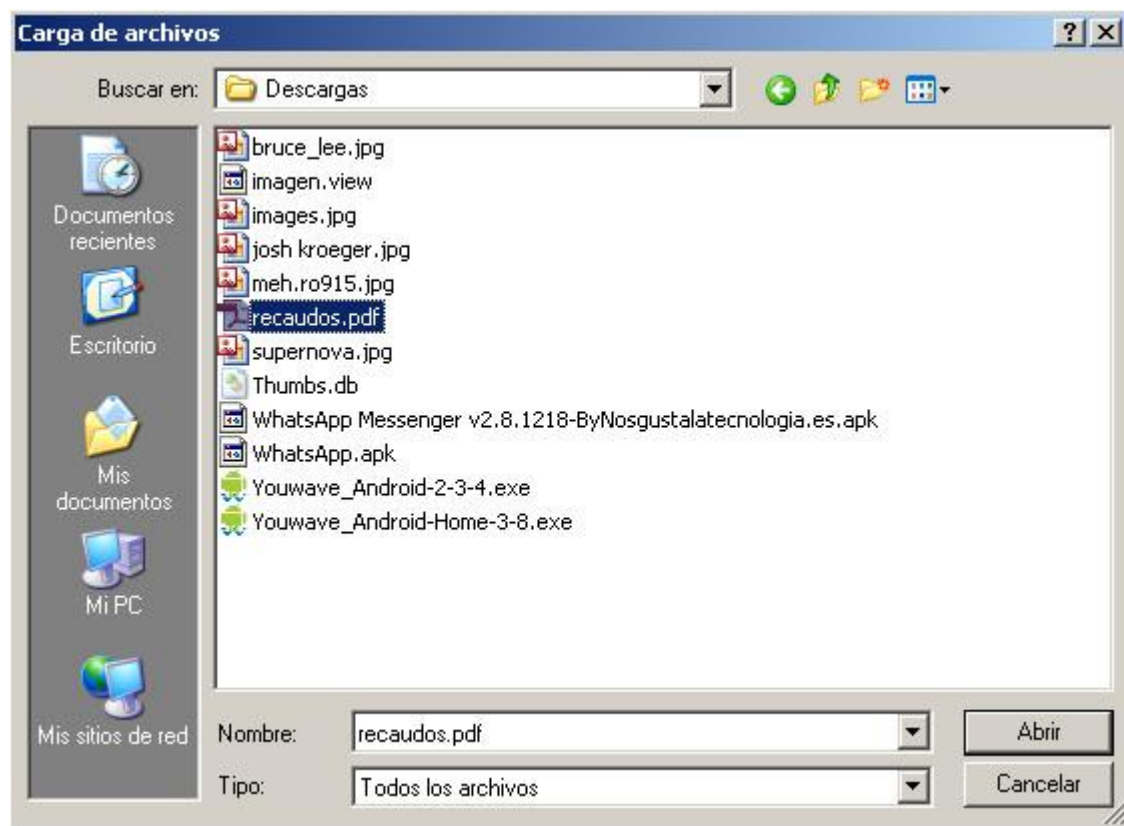 Carga de archivos
Buscar en:
Descargas
Documentos
recientes
Escritorio
Mis
documentos
Mi PC
Mis sitios de red
bruce_lee.jpg
imagen.view
images.jpg
josh kroeger.jpg
meh.ro915.jpg
recaudos.pdf
supernova.jpg
Thumbs.db
WhatsApp Messenger v2.8.1218-ByNosgustalatecnologia.es.apk
WhatsApp.apk
Youwave_Android-2-3-4.exe
Youwave_Android-Home-3-8.exe
Nombre:
recaudos.pdf
Abrir
Tipo:
Todos los archivos
Cancelar